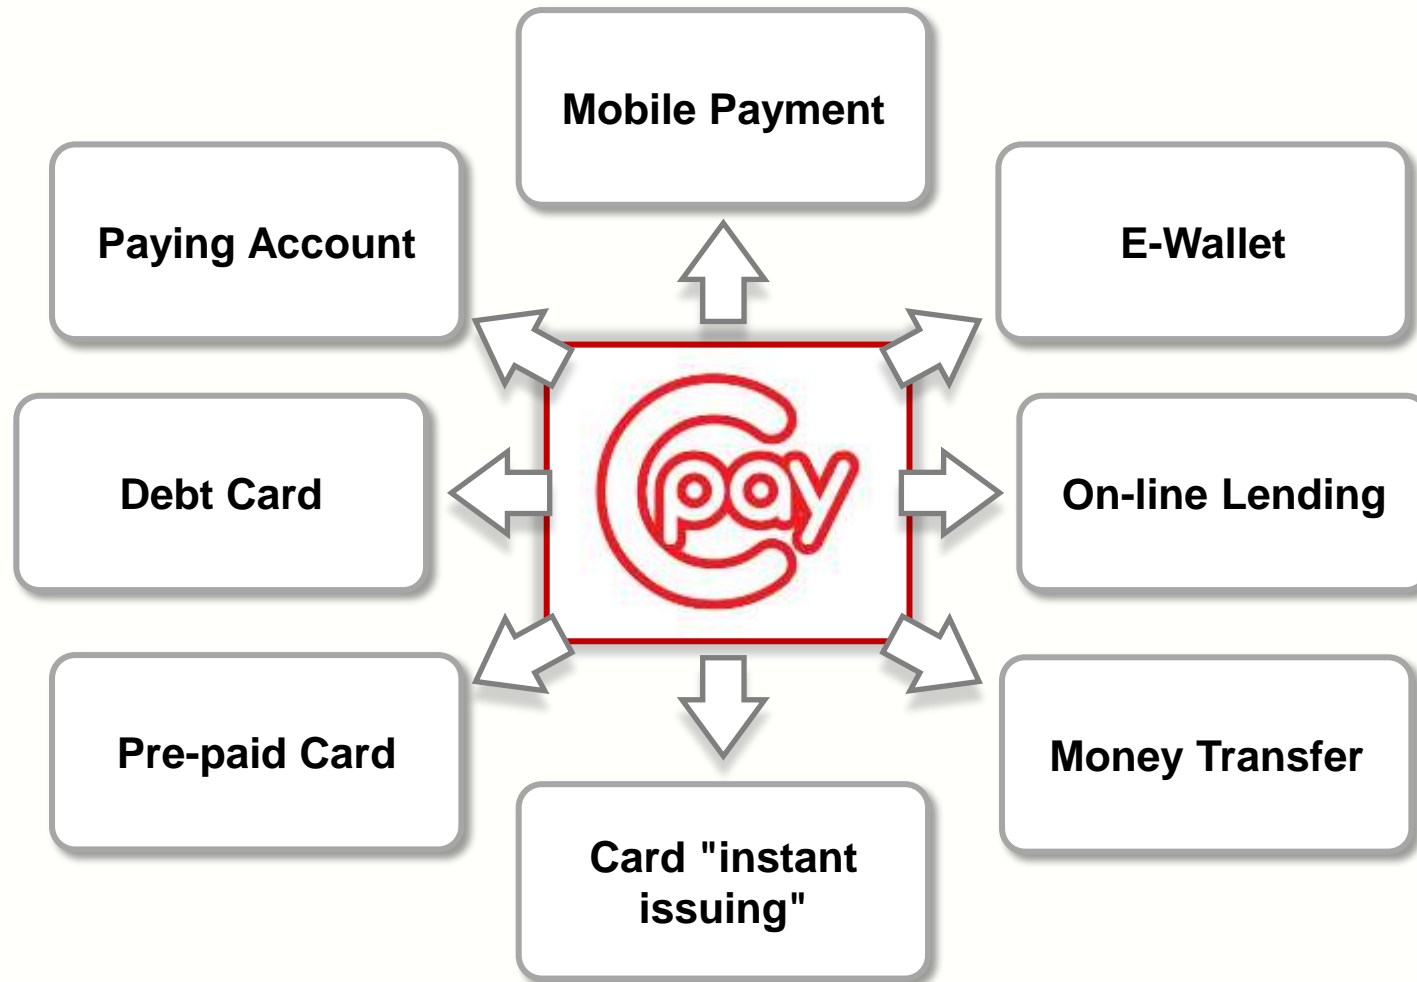 Mobile Payment
Paying Account
E-Wallet
Debt Card
C
pay
On-line Lending
Pre-paid Card
Money Transfer
Card "instant
issuing"